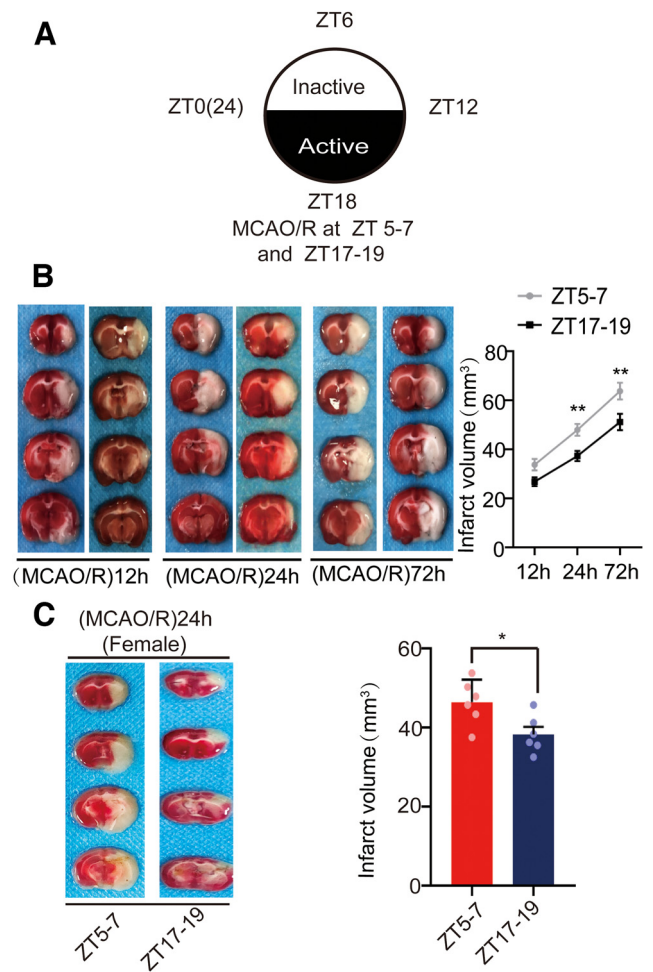 A
ZT6
ZT0(24)
Inactive
ZT12
Active
ZT18
MCAO/R at ZT 5-7
and ZT17-19
B
ZT5-7
ZT17-19
Infarct volume (mm³)
80
60
40
20
0
**
**
12h
24h
72h
(MCAO/R)12h
(MCAO/R)24h
(MCAO/R)72h
C
(MCAO/R)24h
(Female)
ZT5-7
ZT17-19
Infarct volume (mm³)
60
40
20
0
*
ZT5-7
ZT17-19